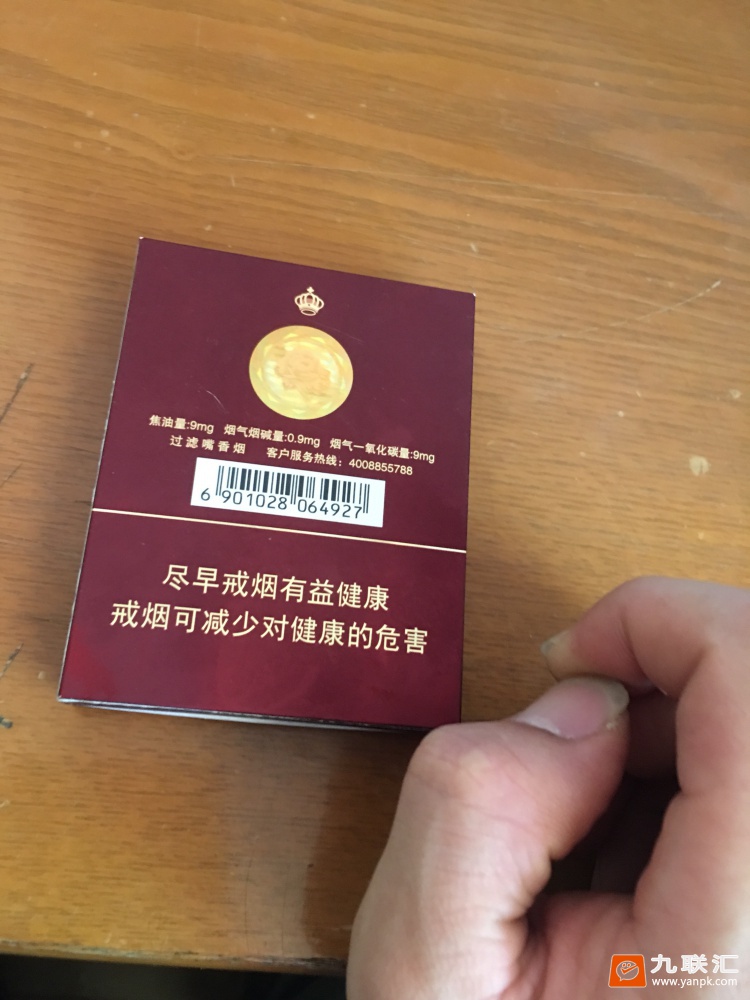 焦油量:9mg 烟气烟碱量:0.9mg 烟气一氧化碳量:9mg
过滤嘴香烟 客户服务热线：4008855788
6 901028 064927
尽早戒烟有益健康
戒烟可减少对健康的危害
九联汇
www.yanpk.com